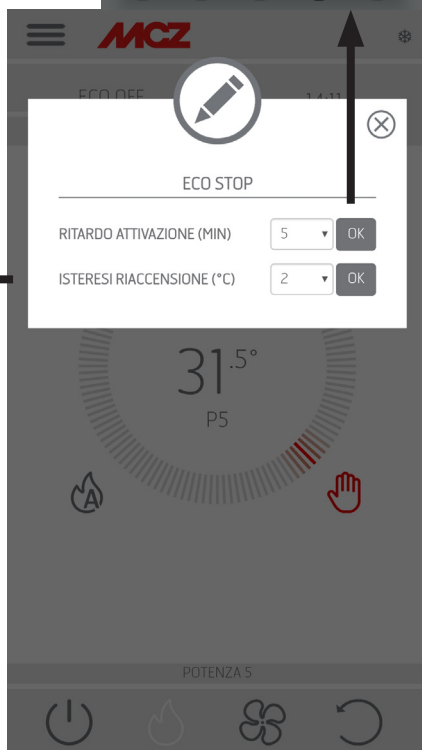 MCZ
ECO OFF 14:11
ECO STOP
RITARDO ATTIVAZIONE (MIN) 5 OK
ISTERESI RIACCENSIONE (°C) 2 OK
31.5°
P5
A
POTENZA 5